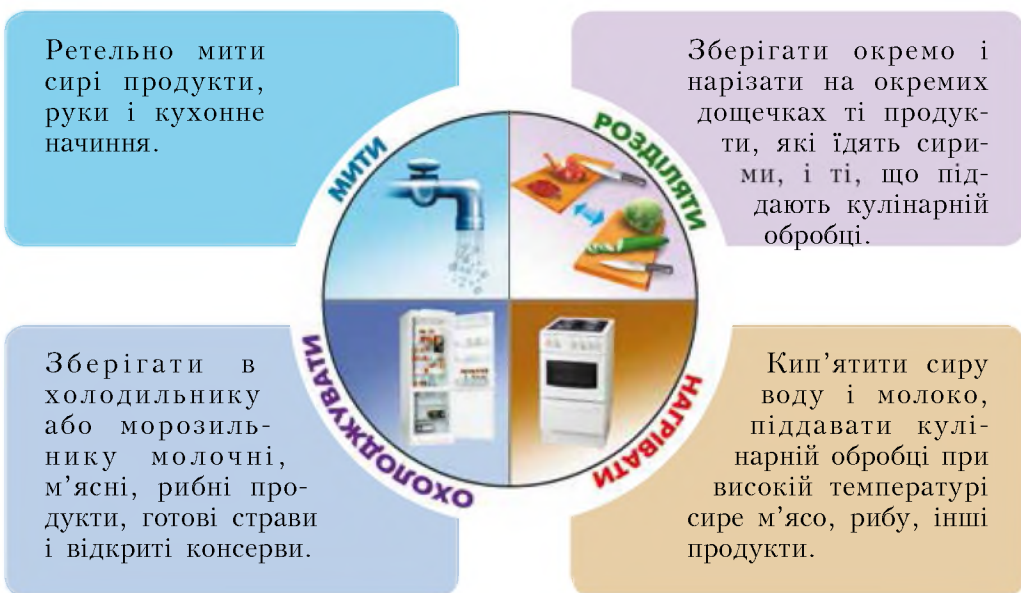 Ретельно мити
сирі продукти,
руки і кухонне
начиння.
Зберігати окремо і
нарізати на окремих
дощечках ті продук-
ти, які їдять сири-
ми, і ті, що під-
дають кулінарній
обробці.
МИТИ
РОЗДІЛЯТИ
ОХОЛОДЖУВАТИ
НАГРІВАТИ
Зберігати в
холодильнику
або морозиль-
нику молочні,
м’ясні, рибні про-
дукти, готові страви
і відкриті консерви.
Кип’ятити сиру
воду і молоко,
піддавати кулі-
нарній обробці при
високій температурі
сире м’ясо, рибу, інші
продукти.